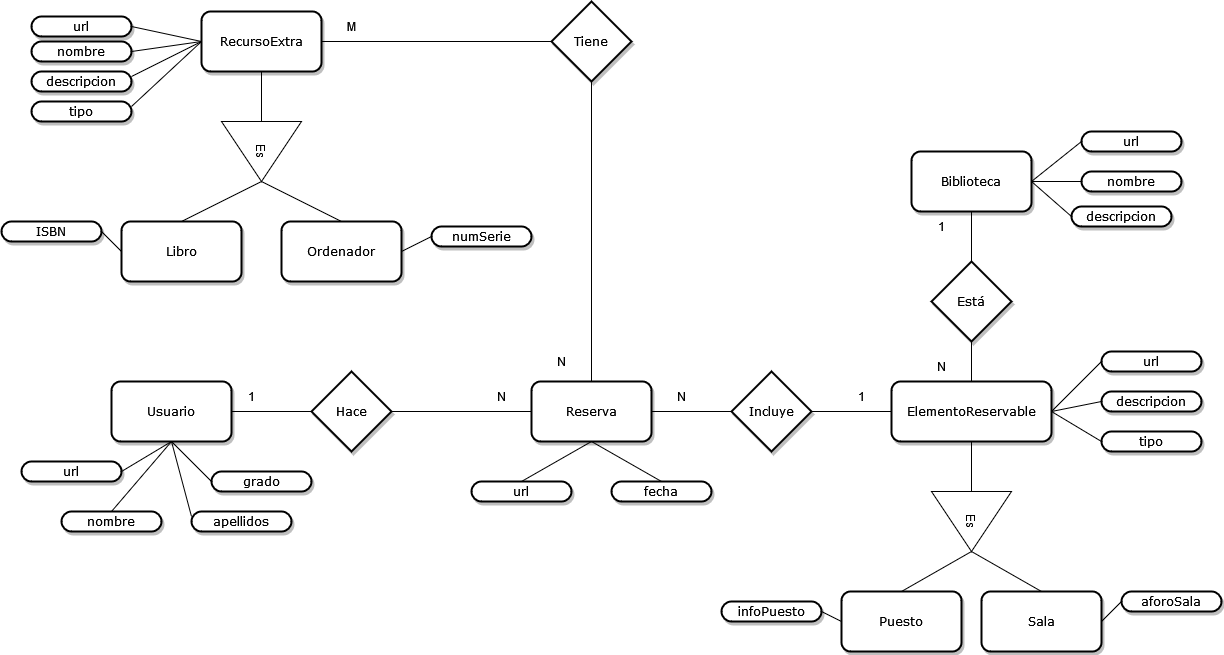 url
nombre
descripcion
tipo
RecursoExtra
M
Tiene
Es
ISBN
Libro
Ordenador
numSerie
Biblioteca
url
nombre
descripcion
1
Está
N
Usuario
1
Hace
N
N
Reserva
N
Incluye
1
ElementoReservable
url
descripcion
tipo
url
nombre
apellidos
grado
url
fecha
Es
infoPuesto
Puesto
Sala
aforoSala